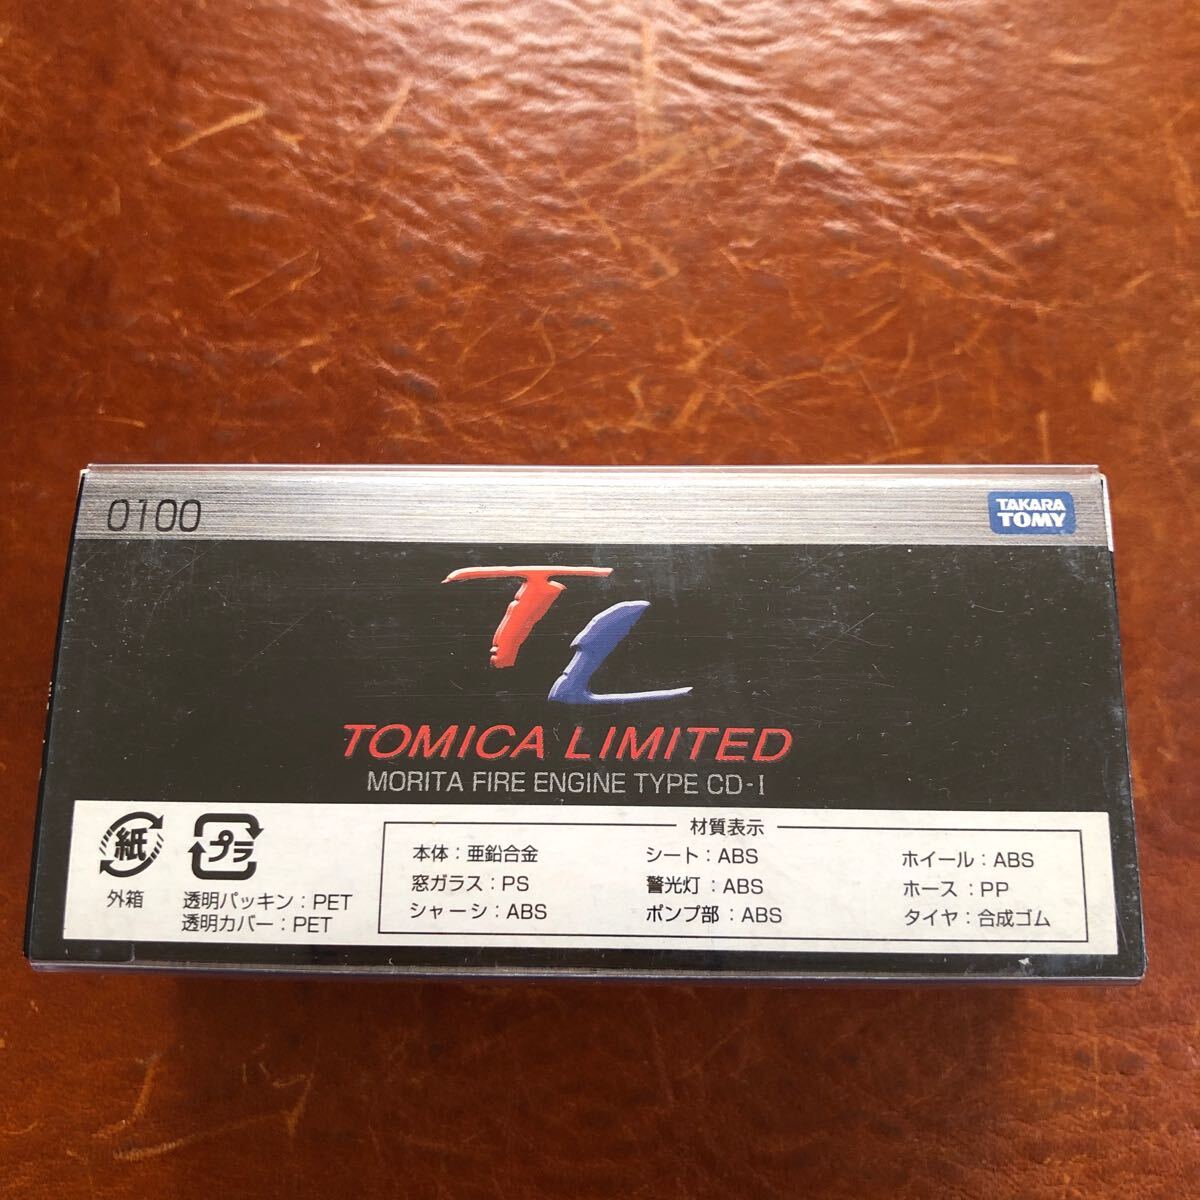 0100
TAKARA
TOMY
TL
TOMICA LIMITED
MORITA FIRE ENGINE TYPE CD-I
紙
外箱
プラ
透明パッキン：PET
透明カバー：PET
材質表示
本体：亜鉛合金
窓ガラス：PS
シャーシ：ABS
シート：ABS
警光灯：ABS
ポンプ部：ABS
ホイール：ABS
ホース：PP
タイヤ：合成ゴム